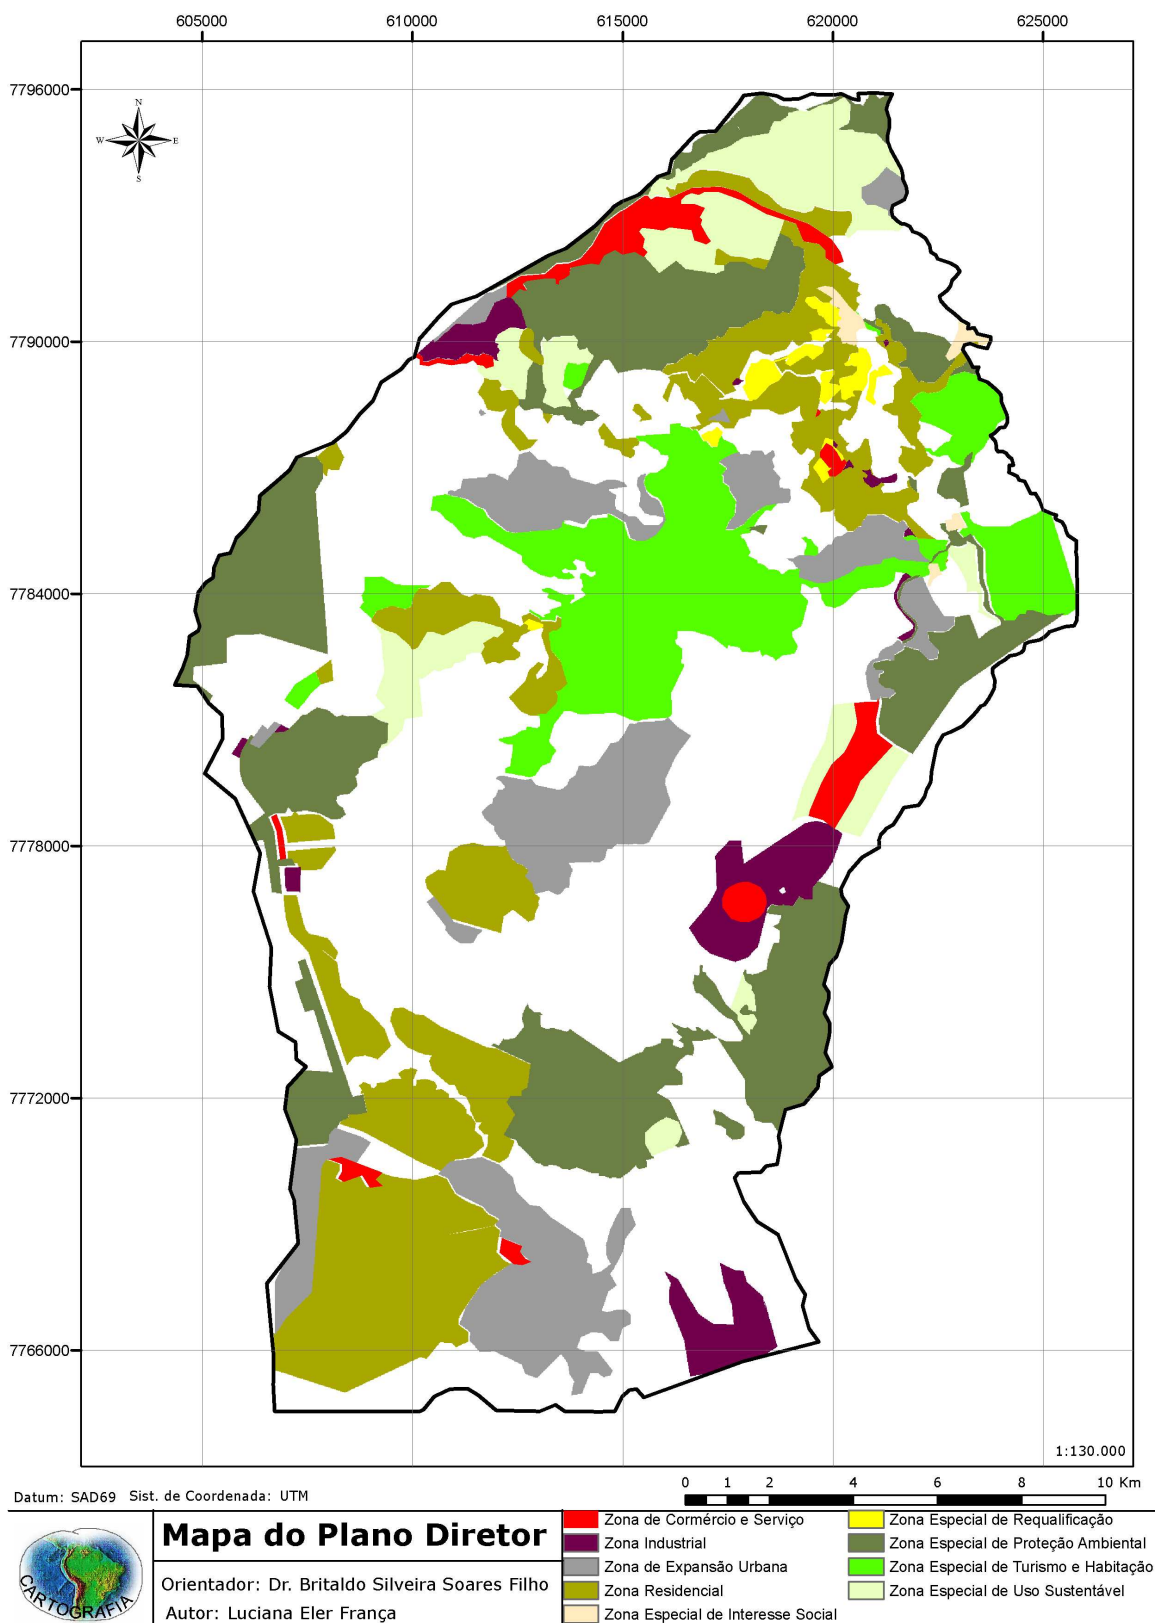 605000 610000 615000 620000 625000
7796000
N
W E
S
7790000
7784000
7778000
7772000
7766000
1:130.000
Datum: SAD69 Sist. de Coordenada: UTM
0 1 2 4 6 8 10 Km
CARTOGRAFIA
Mapa do Plano Diretor
Orientador: Dr. Britaldo Silveira Soares Filho
Autor: Luciana Eler França
Zona de Cormércio e Serviço
Zona Industrial
Zona de Expansão Urbana
Zona Residencial
Zona Especial de Interesse Social
Zona Especial de Requalificação
Zona Especial de Proteção Ambiental
Zona Especial de Turismo e Habitação
Zona Especial de Uso Sustentável